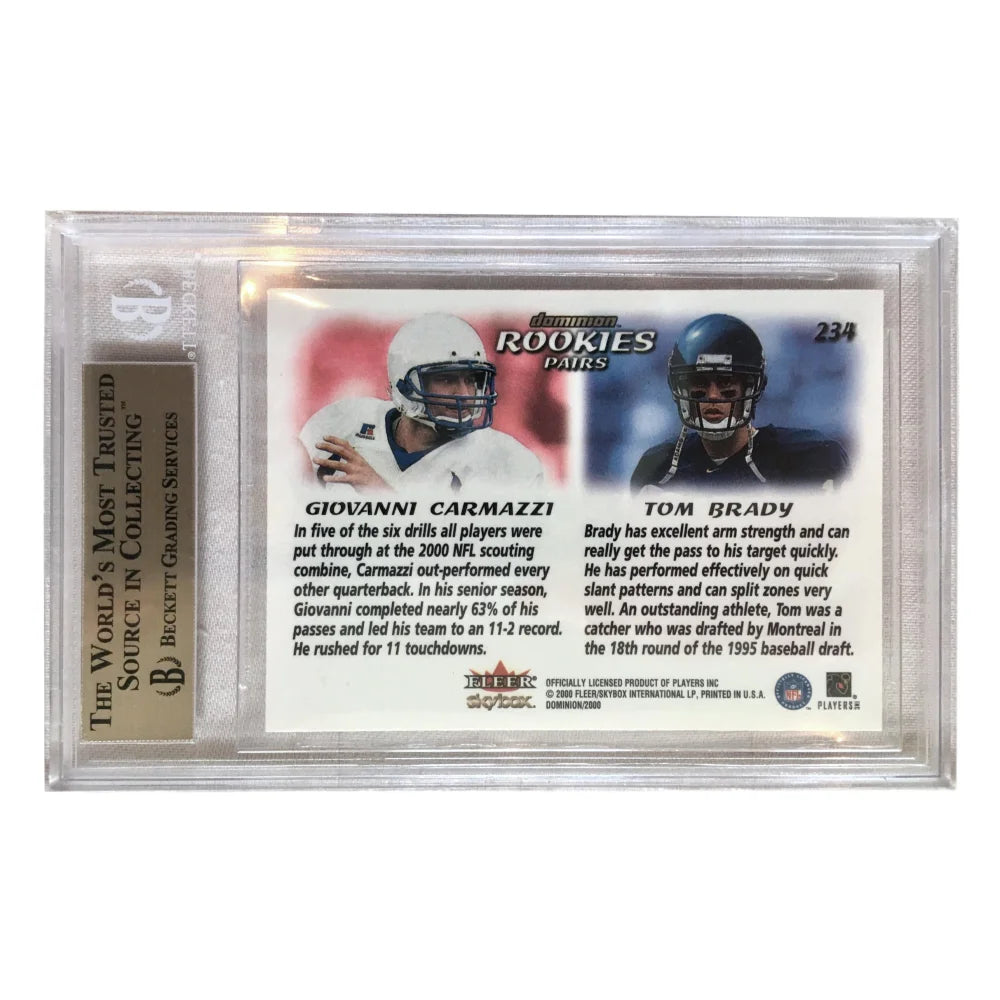 BECKETT®
B
THE WORLD'S MOST TRUSTED
SOURCE IN COLLECTING™
B BECKETT GRADING SERVICES
dominion™
ROOKIES
PAIRS
234
GIOVANNI CARMAZZI
In five of the six drills all players were
put through at the 2000 NFL scouting
combine, Carmazzi out-performed every
other quarterback. In his senior season,
Giovanni completed nearly 63% of his
passes and led his team to an 11-2 record.
He rushed for 11 touchdowns.
TOM BRADY
Brady has excellent arm strength and can
really get the pass to his target quickly.
He has performed effectively on quick
slant patterns and can split zones very
well. An outstanding athlete, Tom was a
catcher who was drafted by Montreal in
the 18th round of the 1995 baseball draft.
FLEER®
skybox®
OFFICIALLY LICENSED PRODUCT OF PLAYERS INC
© 2000 FLEER/SKYBOX INTERNATIONAL LP, PRINTED IN U.S.A.
DOMINION/2000
NFL
PLAYERS INC